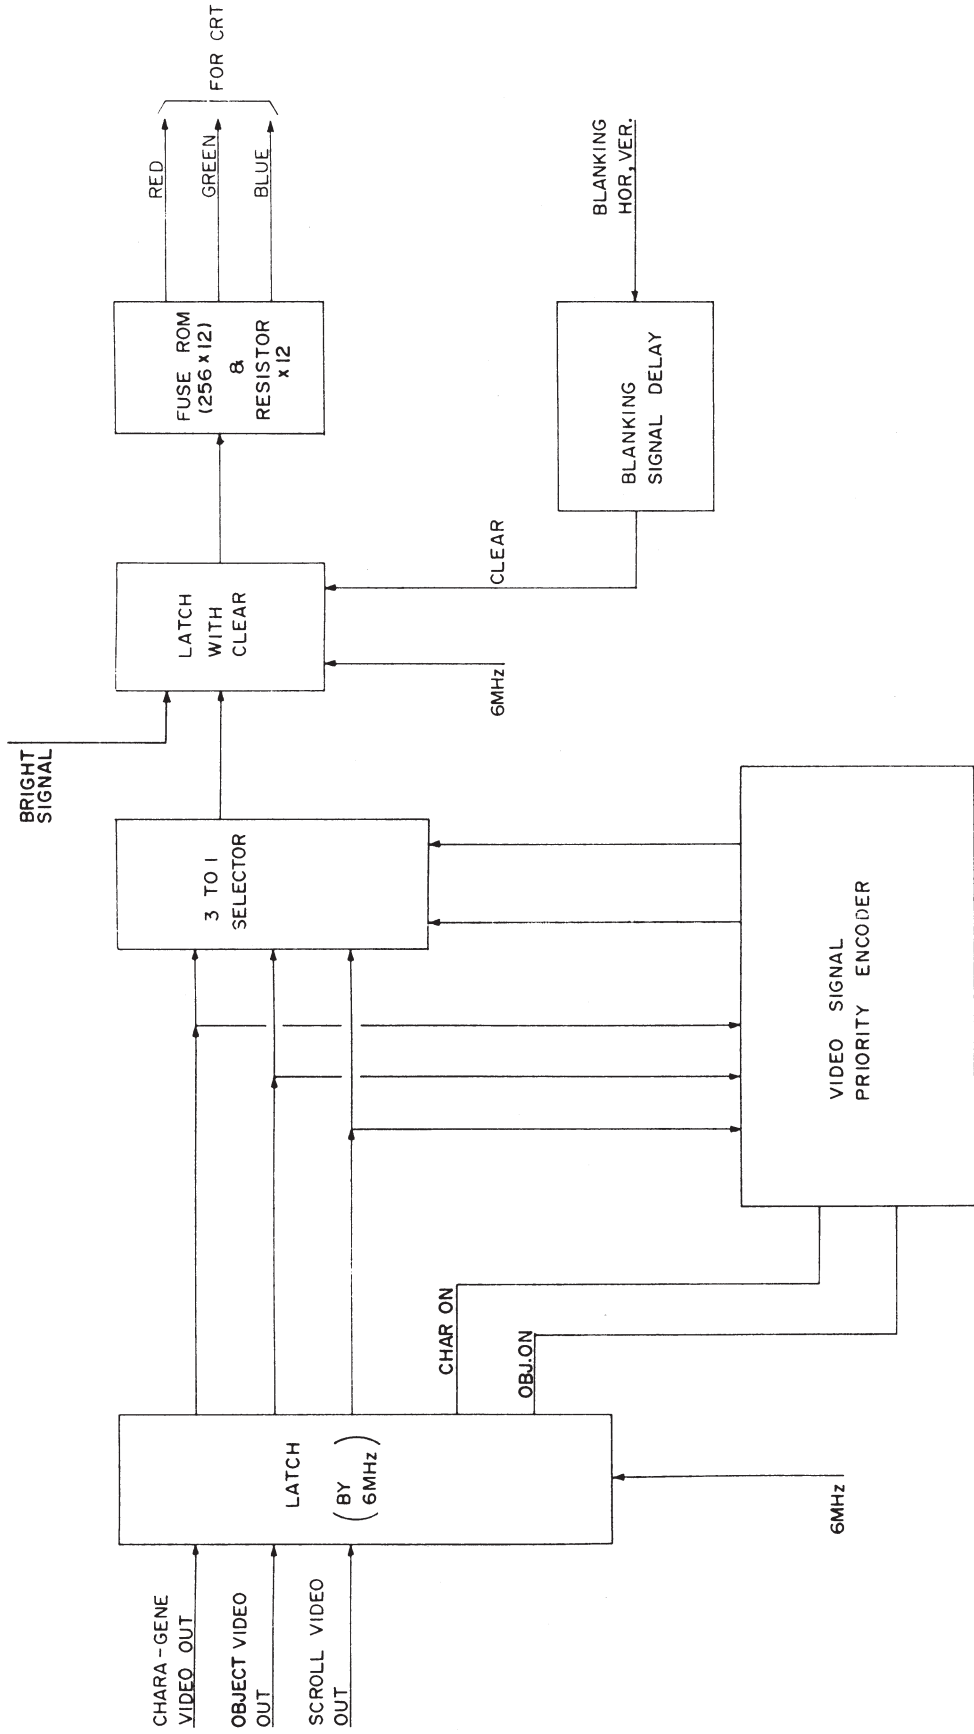 CHARA-GENE
VIDEO OUT
OBJECT VIDEO
OUT
SCROLL VIDEO
OUT
LATCH
(BY
6MHz)
6MHz
CHAR ON
OBJ.ON
VIDEO SIGNAL
PRIORITY ENCODER
3 TO 1
SELECTOR
BRIGHT
SIGNAL
LATCH
WITH
CLEAR
6MHz
CLEAR
BLANKING
SIGNAL DELAY
BLANKING
HOR, VER.
FUSE ROM
(256 x 12)
&
RESISTOR
x 12
RED
GREEN
BLUE
FOR CRT